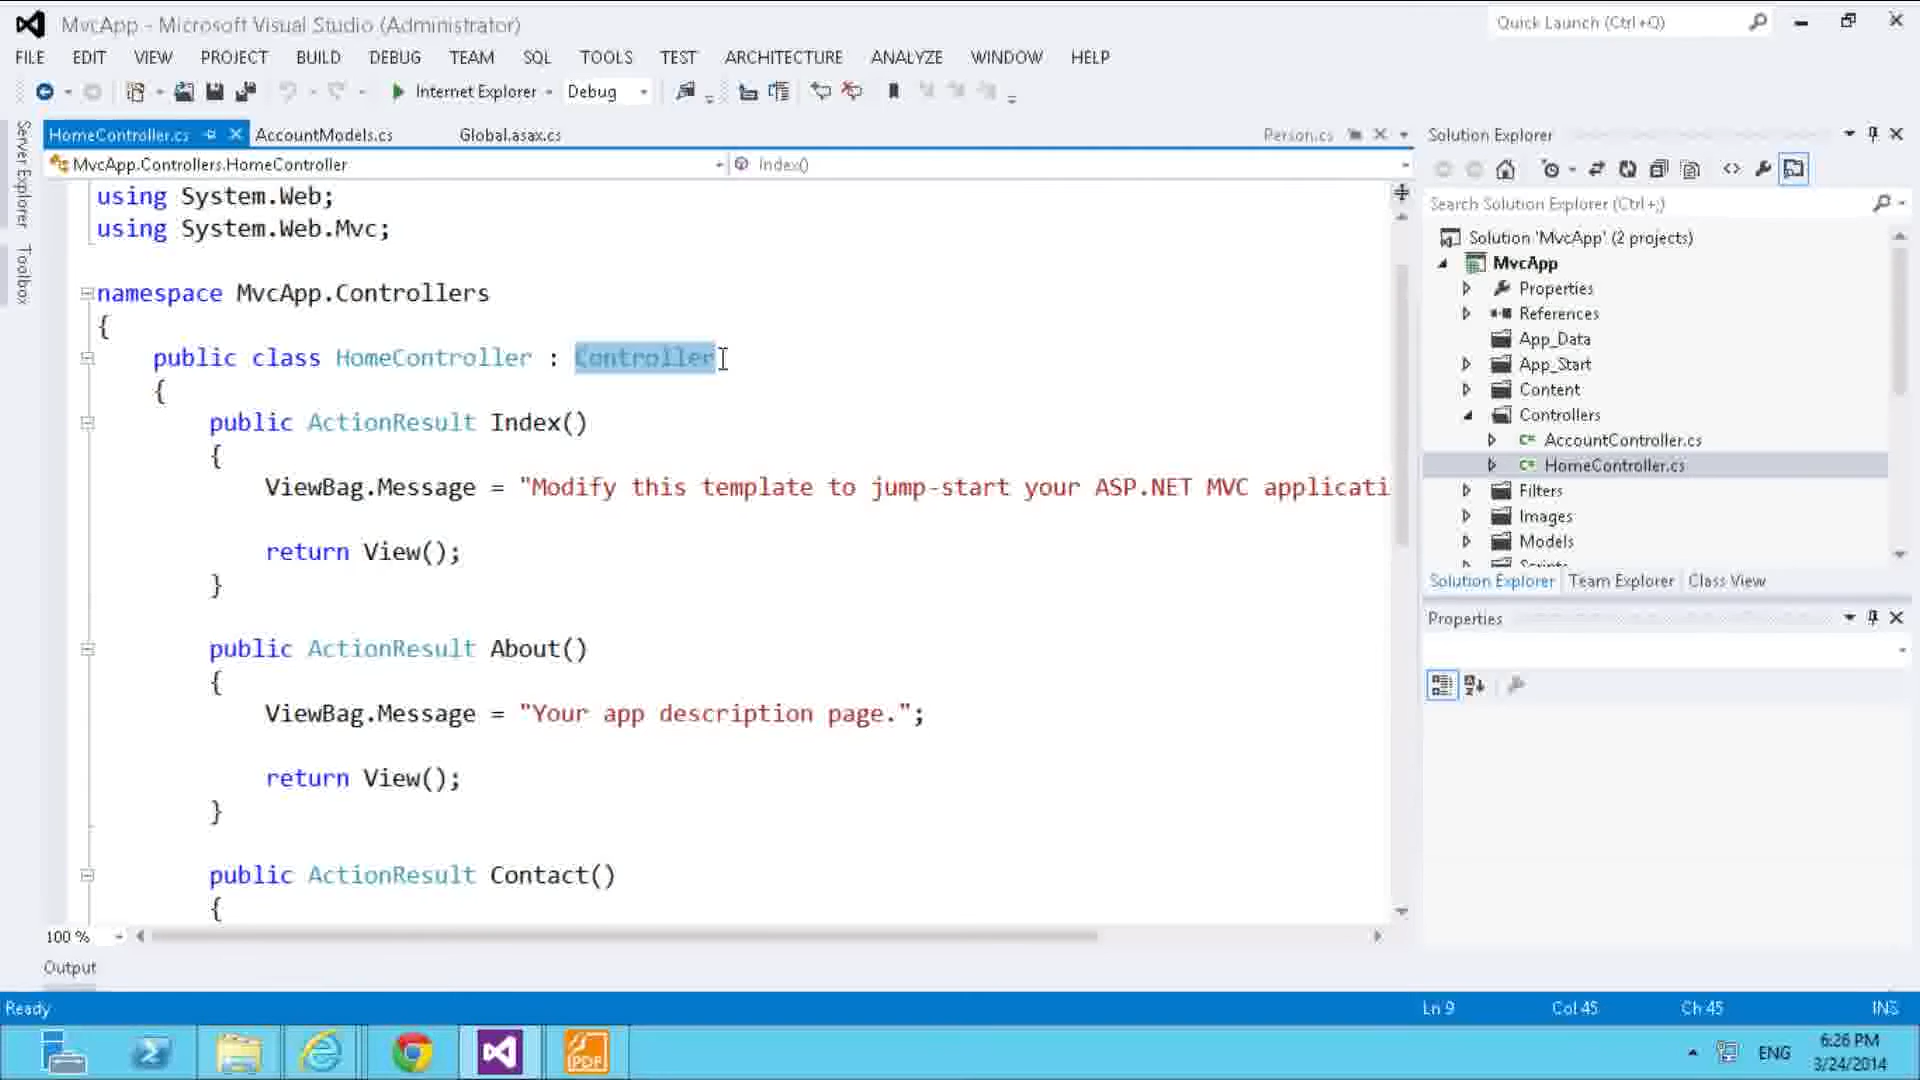 MvcApp - Microsoft Visual Studio (Administrator)
Quick Launch (Ctrl+Q)
FILE EDIT VIEW PROJECT BUILD DEBUG TEAM SQL TOOLS TEST ARCHITECTURE ANALYZE WINDOW HELP
Internet Explorer Debug
HomeController.cs AccountModels.cs Global.asax.cs Person.cs
MvcApp.Controllers.HomeController Index()
Server Explorer
Toolbox
using System.Web;
using System.Web.Mvc;
namespace MvcApp.Controllers
{
public class HomeController : Controller
{
public ActionResult Index()
{
ViewBag.Message = "Modify this template to jump-start your ASP.NET MVC applicati
return View();
}
public ActionResult About()
{
ViewBag.Message = "Your app description page.";
return View();
}
public ActionResult Contact()
{
100 %
Output
Solution Explorer
Search Solution Explorer (Ctrl+;)
Solution 'MvcApp' (2 projects)
MvcApp
Properties
References
App_Data
App_Start
Content
Controllers
C# AccountController.cs
C# HomeController.cs
Filters
Images
Models
Scripts
Solution Explorer Team Explorer Class View
Properties
Ready Ln 9 Col 45 Ch 45 INS
PDF
ENG
6:26 PM
3/24/2014